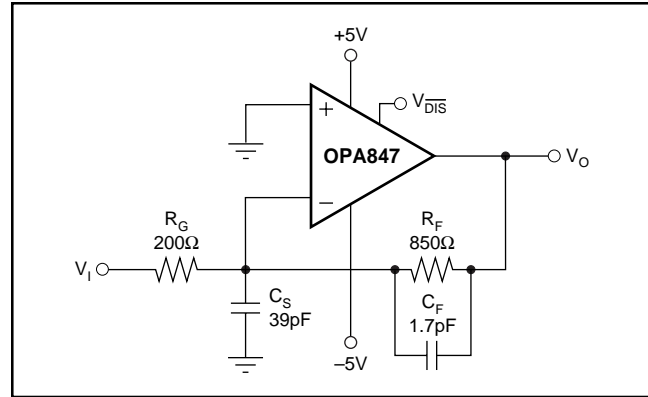 +5V
+
V_DIS
OPA847
V_O
−
R_G
200Ω
R_F
850Ω
V_I
C_S
39pF
C_F
1.7pF
−5V